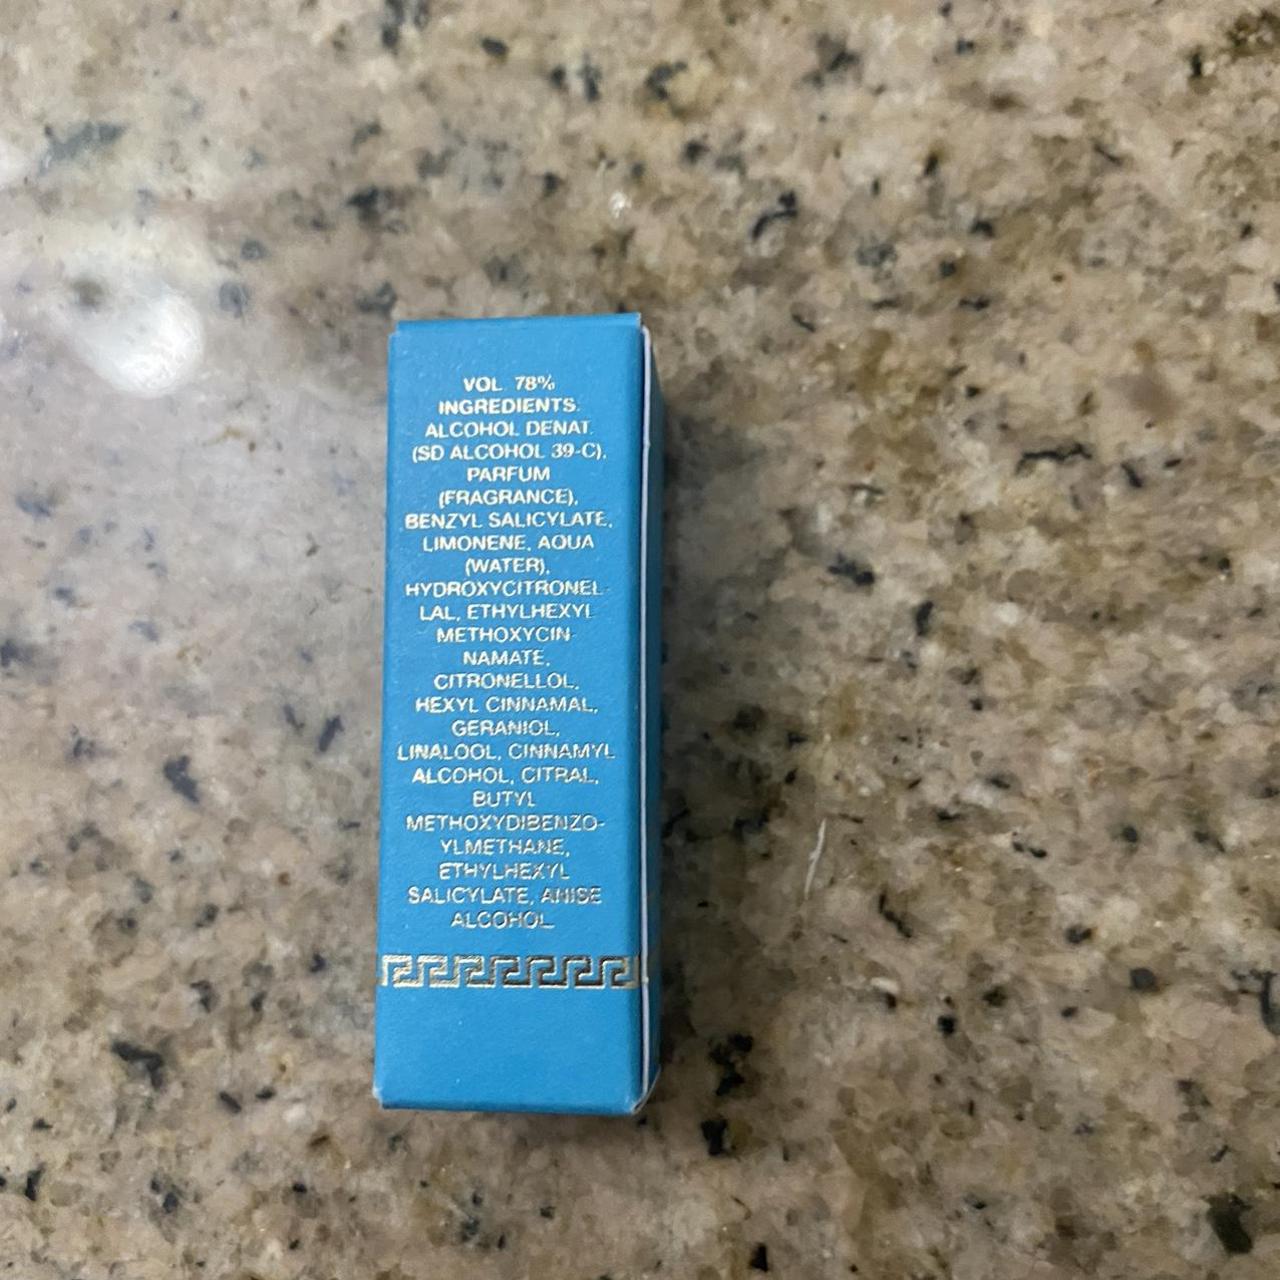 VOL. 78%
INGREDIENTS:
ALCOHOL DENAT.
(SD ALCOHOL 39-C),
PARFUM
(FRAGRANCE),
BENZYL SALICYLATE,
LIMONENE, AQUA
(WATER),
HYDROXYCITRONEL-
LAL, ETHYLHEXYL
METHOXYCIN-
NAMATE,
CITRONELLOL,
HEXYL CINNAMAL,
GERANIOL,
LINALOOL, CINNAMYL
ALCOHOL, CITRAL,
BUTYL
METHOXYDIBENZO-
YLMETHANE,
ETHYLHEXYL
SALICYLATE, ANISE
ALCOHOL.